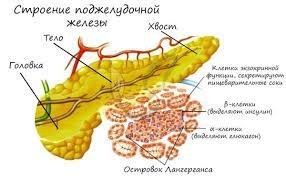 Строение поджелудочной
железы
Хвост
Тело
Головка
Клетки экзокринной
функции, секретируют
пищеварительные соки
β-клетки
(выделяют инсулин)
α-клетки
(выделяют глюкагон)
Островок Лангерганса